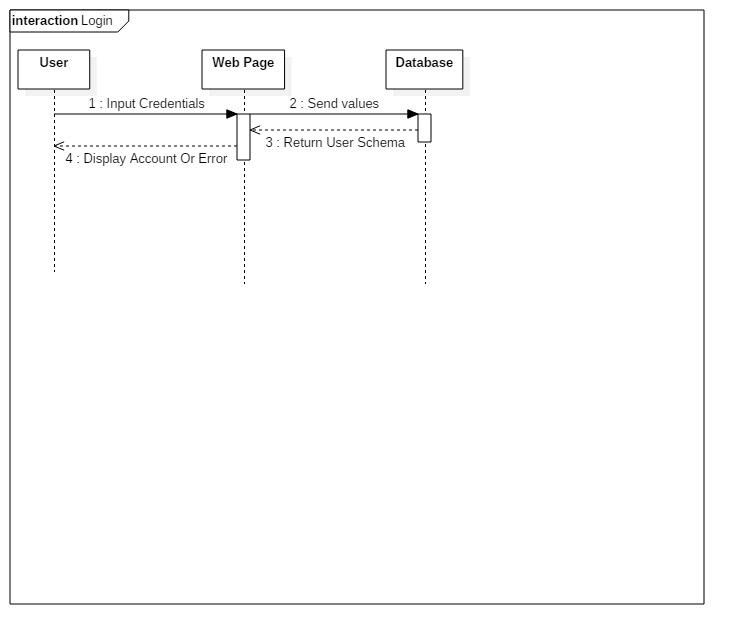 interaction Login
User
Web Page
Database
1 : Input Credentials
2 : Send values
3 : Return User Schema
4 : Display Account Or Error